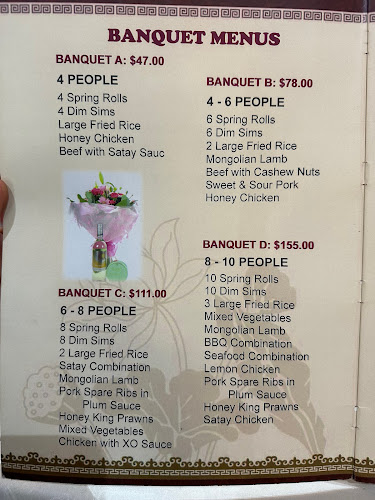 BANQUET MENUS
BANQUET A: $47.00
4 PEOPLE
4 Spring Rolls
4 Dim Sims
Large Fried Rice
Honey Chicken
Beef with Satay Sauc
BANQUET B: $78.00
4 - 6 PEOPLE
6 Spring Rolls
6 Dim Sims
2 Large Fried Rice
Mongolian Lamb
Beef with Cashew Nuts
Sweet & Sour Pork
Honey Chicken
BANQUET C: $111.00
6 - 8 PEOPLE
8 Spring Rolls
8 Dim Sims
2 Large Fried Rice
Satay Combination
Mongolian Lamb
Pork Spare Ribs in
Plum Sauce
Honey King Prawns
Mixed Vegetables
Chicken with XO Sauce
BANQUET D: $155.00
8 - 10 PEOPLE
10 Spring Rolls
10 Dim Sims
3 Large Fried Rice
Mixed Vegetables
Mongolian Lamb
BBQ Combination
Seafood Combination
Lemon Chicken
Pork Spare Ribs in
Plum Sauce
Honey King Prawns
Satay Chicken